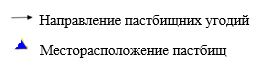 Направление пастбищных угодий
Месторасположение пастбищ